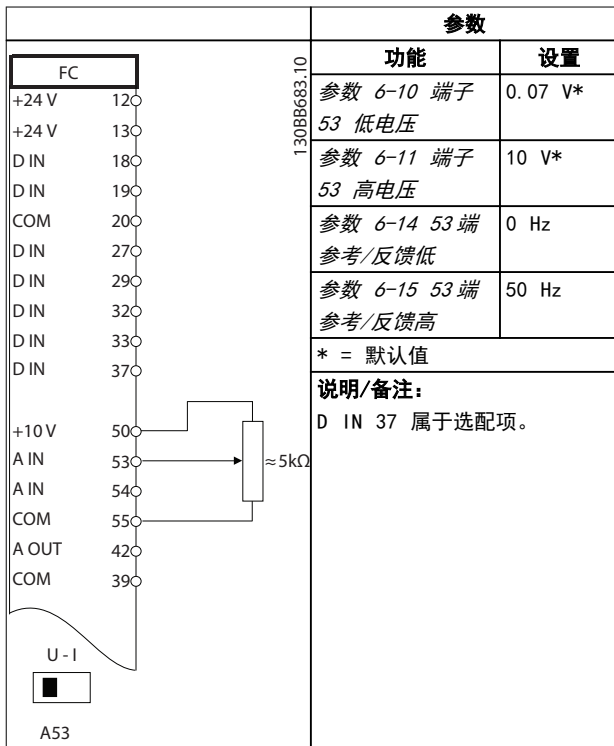 参数
功能 设置
参数 6-10 端子 0.07 V*
53 低电压
参数 6-11 端子 10 V*
53 高电压
参数 6-14 53 端 0 Hz
参考/反馈低
参数 6-15 53 端 50 Hz
参考/反馈高
* = 默认值
说明/备注:
D IN 37 属于选配项。
FC
130BB683.10
+24 V 12
+24 V 13
D IN 18
D IN 19
COM 20
D IN 27
D IN 29
D IN 32
D IN 33
D IN 37
+10 V 50
A IN 53
≈ 5kΩ
A IN 54
COM 55
A OUT 42
COM 39
U - I
A53